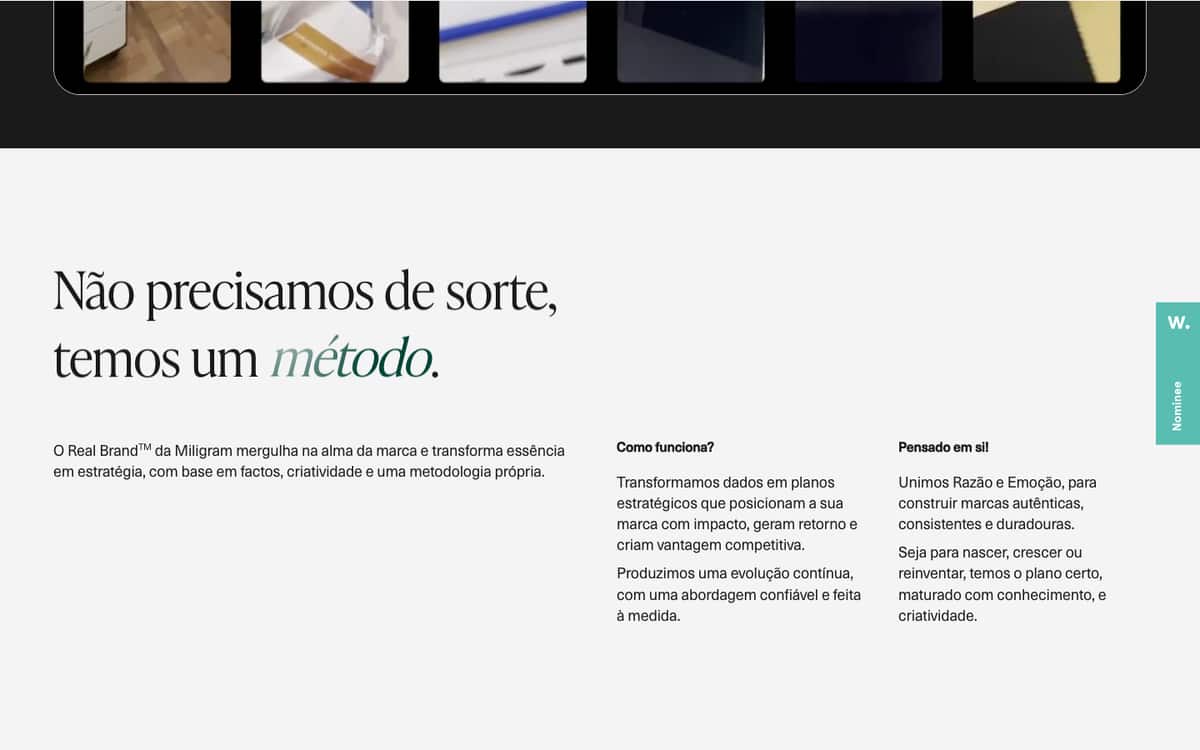 Não precisamos de sorte,
temos um método.
O Real Brand™ da Miligram mergulha na alma da marca e transforma essência
em estratégia, com base em factos, criatividade e uma metodologia própria.
Como funciona?
Transformamos dados em planos
estratégicos que posicionam a sua
marca com impacto, geram retorno e
criam vantagem competitiva.
Produzimos uma evolução contínua,
com uma abordagem confiável e feita
à medida.
Pensado em si!
Unimos Razão e Emoção, para
construir marcas autênticas,
consistentes e duradouras.
Seja para nascer, crescer ou
reinventar, temos o plano certo,
maturado com conhecimento, e
criatividade.
W.
Nominee